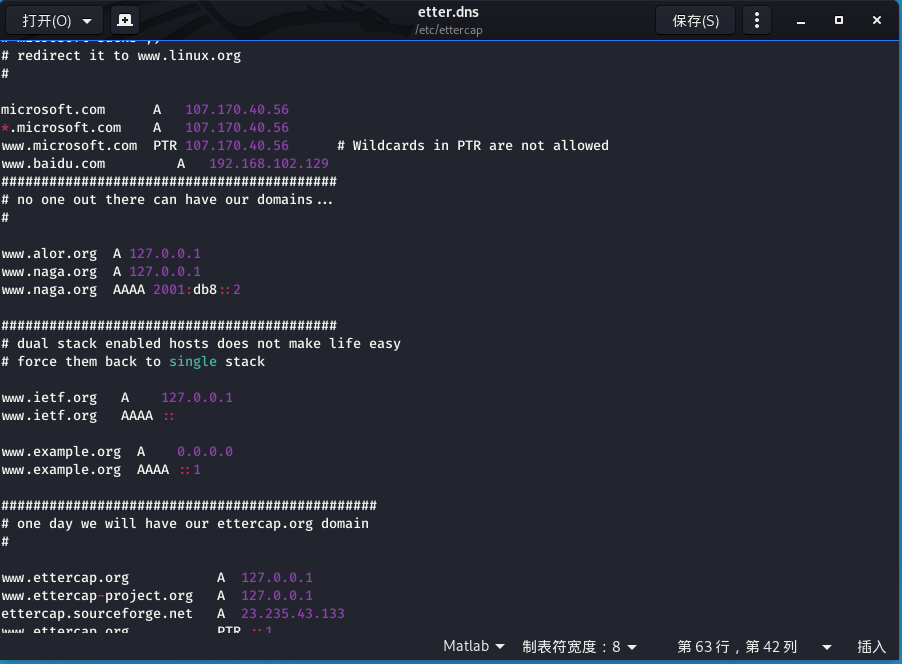 打开(O)
etter.dns
/etc/ettercap
保存(S)
# redirect it to www.linux.org
#
microsoft.com      A   107.170.40.56
*.microsoft.com    A   107.170.40.56
www.microsoft.com  PTR 107.170.40.56      # Wildcards in PTR are not allowed
www.baidu.com         A   192.168.102.129
##########################################
# no one out there can have our domains...
#
www.alor.org  A 127.0.0.1
www.naga.org  A 127.0.0.1
www.naga.org  AAAA 2001:db8::2
##########################################
# dual stack enabled hosts does not make life easy
# force them back to single stack
www.ietf.org   A    127.0.0.1
www.ietf.org   AAAA ::
www.example.org  A    0.0.0.0
www.example.org  AAAA ::1
###############################################
# one day we will have our ettercap.org domain
#
www.ettercap.org           A  127.0.0.1
www.ettercap-project.org   A  127.0.0.1
ettercap.sourceforge.net   A  23.235.43.133
www.ettercap.org           PTR ::1
Matlab  制表符宽度：8  第 63 行，第 42 列  插入